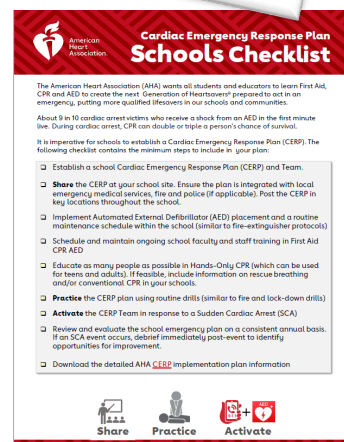 American
Heart
Association.
Cardiac Emergency Response Plan
Schools Checklist
The American Heart Association (AHA) wants all students and educators to learn First Aid,
CPR and AED to create the next Generation of Heartsavers® prepared to act in an
emergency, putting more qualified lifesavers in our schools and communities.
About 9 in 10 cardiac arrest victims who receive a shock from an AED in the first minute
live. During cardiac arrest, CPR can double or triple a person's chance of survival.
It is imperative for schools to establish a Cardiac Emergency Response Plan (CERP). The
following checklist contains the minimum steps to include in your plan:
Establish a school Cardiac Emergency Response Plan (CERP) and Team.
Share the CERP at your school site. Ensure the plan is integrated with local
emergency medical services, fire and police (if applicable). Post the CERP in
key locations throughout the school.
Implement Automated External Defibrillator (AED) placement and a routine
maintenance schedule within the school (similar to fire-extinguisher protocols)
Schedule and maintain ongoing school faculty and staff training in First Aid
CPR AED
Educate as many people as possible in Hands-Only CPR (which can be used
for teens and adults). If feasible, include information on rescue breathing
and/or conventional CPR in your schools.
Practice the CERP plan using routine drills (similar to fire and lock-down drills)
Activate the CERP Team in response to a Sudden Cardiac Arrest (SCA)
Review and evaluate the school emergency plan on a consistent annual basis.
If an SCA event occurs, debrief immediately post-event to identify
opportunities for improvement.
Download the detailed AHA CERP implementation plan information
AED
Share Practice Activate